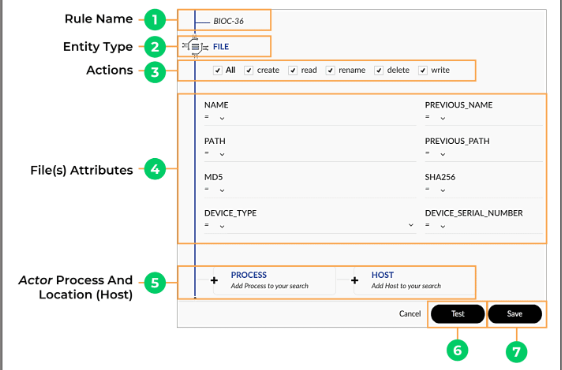 Rule Name 1 BIOC-36
Entity Type 2 FILE
Actions 3 All create read rename delete write
NAME PREVIOUS_NAME
= =
PATH PREVIOUS_PATH
= =
File(s) Attributes 4
MD5 SHA256
= =
DEVICE_TYPE DEVICE_SERIAL_NUMBER
= =
Actor Process And 5 + PROCESS + HOST
Location (Host) Add Process to your search Add Host to your search
Cancel Test Save
6 7